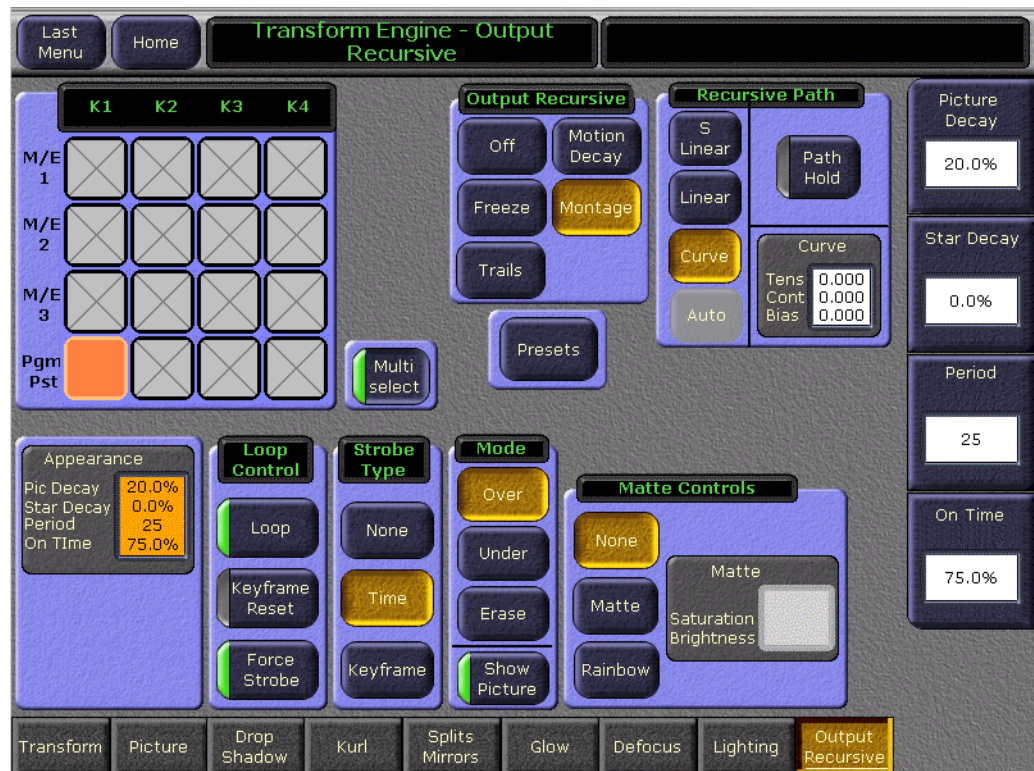 Last
Menu
Home
Transform Engine - Output
Recursive
K1 K2 K3 K4
M/E
1
M/E
2
M/E
3
Pgm
Pst
Multi
select
Output Recursive
Off
Motion
Decay
Freeze
Montage
Trails
Presets
Recursive Path
S
Linear
Linear
Curve
Auto
Path
Hold
Curve
Tens 0.000
Cont 0.000
Bias 0.000
Picture
Decay
20.0%
Star Decay
0.0%
Period
25
On Time
75.0%
Appearance
Pic Decay 20.0%
Star Decay 0.0%
Period 25
On TIme 75.0%
Loop
Control
Loop
Keyframe
Reset
Force
Strobe
Strobe
Type
None
Time
Keyframe
Mode
Over
Under
Erase
Show
Picture
Matte Controls
None
Matte
Rainbow
Matte
Saturation
Brightness
Transform
Picture
Drop
Shadow
Kurl
Splits
Mirrors
Glow
Defocus
Lighting
Output
Recursive